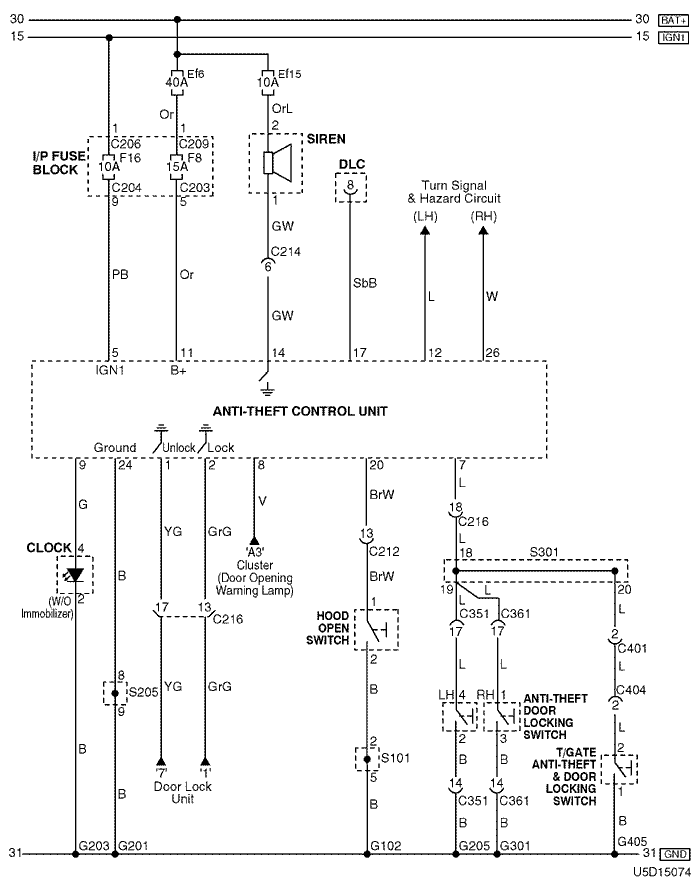 30 30 BAT+
15 15 IGN1
Ef6 Ef15
40A 10A
Or OrL
2
1 1
C206 C209
SIREN
I/P FUSE
BLOCK
F16 F8
10A 15A
C204 C203
9 5 1
DLC
8
Turn Signal
& Hazard Circuit
(LH) (RH)
GW
C214
6
PB Or SbB
L W
GW
5 11 14 17 12 26
IGN1 B+
ANTI-THEFT CONTROL UNIT
Ground Unlock Lock
9 24 1 2 8 20 7
G YG GrG V BrW L
18
C216
13
C212
L
18
S301
CLOCK 4
2
(W/O
Immobilizer)
B
'A3'
Cluster
(Door Opening
Warning Lamp)
BrW
19 L L 20
17 13 C216
1
HOOD
OPEN
SWITCH
2
C351 C361
17 17
L
2
C401
L
8
S205
9
YG GrG
B
L L
C404
2
LH 4 RH 1
ANTI-THEFT
DOOR
LOCKING
SWITCH
2 3
L
B
2
S101
5
B B
T/GATE
ANTI-THEFT
& DOOR
LOCKING
SWITCH
2
1
'7' '1'
Door Lock
Unit
14 14
C351 C361
B B B B B
31 G203 G201 G102 G205 G301 G405 31 GND
U5D15074